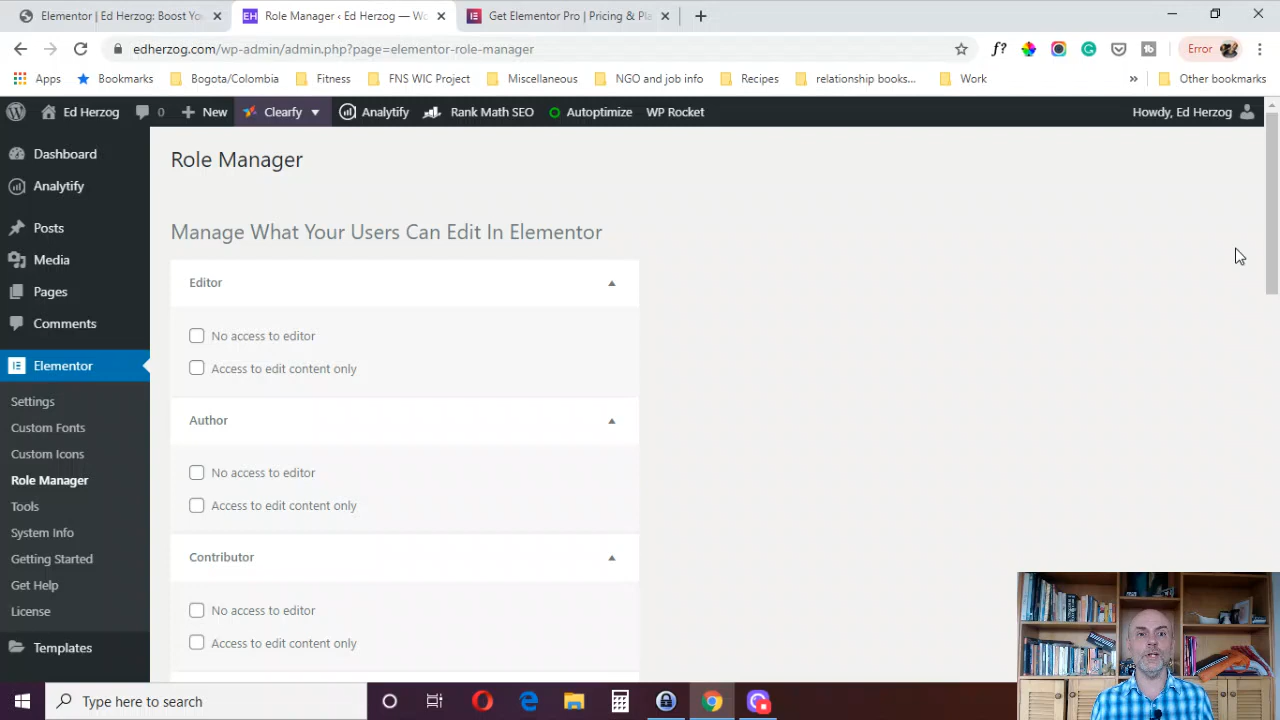 Elementor | Ed Herzog: Boost You
Role Manager ‹ Ed Herzog — Wo
Get Elementor Pro | Pricing & Pla
edherzog.com/wp-admin/admin.php?page=elementor-role-manager
f?
Error
Apps
Bookmarks
Bogota/Colombia
Fitness
FNS WIC Project
Miscellaneous
NGO and job info
Recipes
relationship books...
Work
»
Other bookmarks
Ed Herzog
0
New
Clearfy
Analytify
Rank Math SEO
Autoptimize
WP Rocket
Howdy, Ed Herzog
Dashboard
Analytify
Posts
Media
Pages
Comments
Elementor
Settings
Custom Fonts
Custom Icons
Role Manager
Tools
System Info
Getting Started
Get Help
License
Templates
Role Manager
Manage What Your Users Can Edit In Elementor
Editor
No access to editor
Access to edit content only
Author
No access to editor
Access to edit content only
Contributor
No access to editor
Access to edit content only
Type here to search